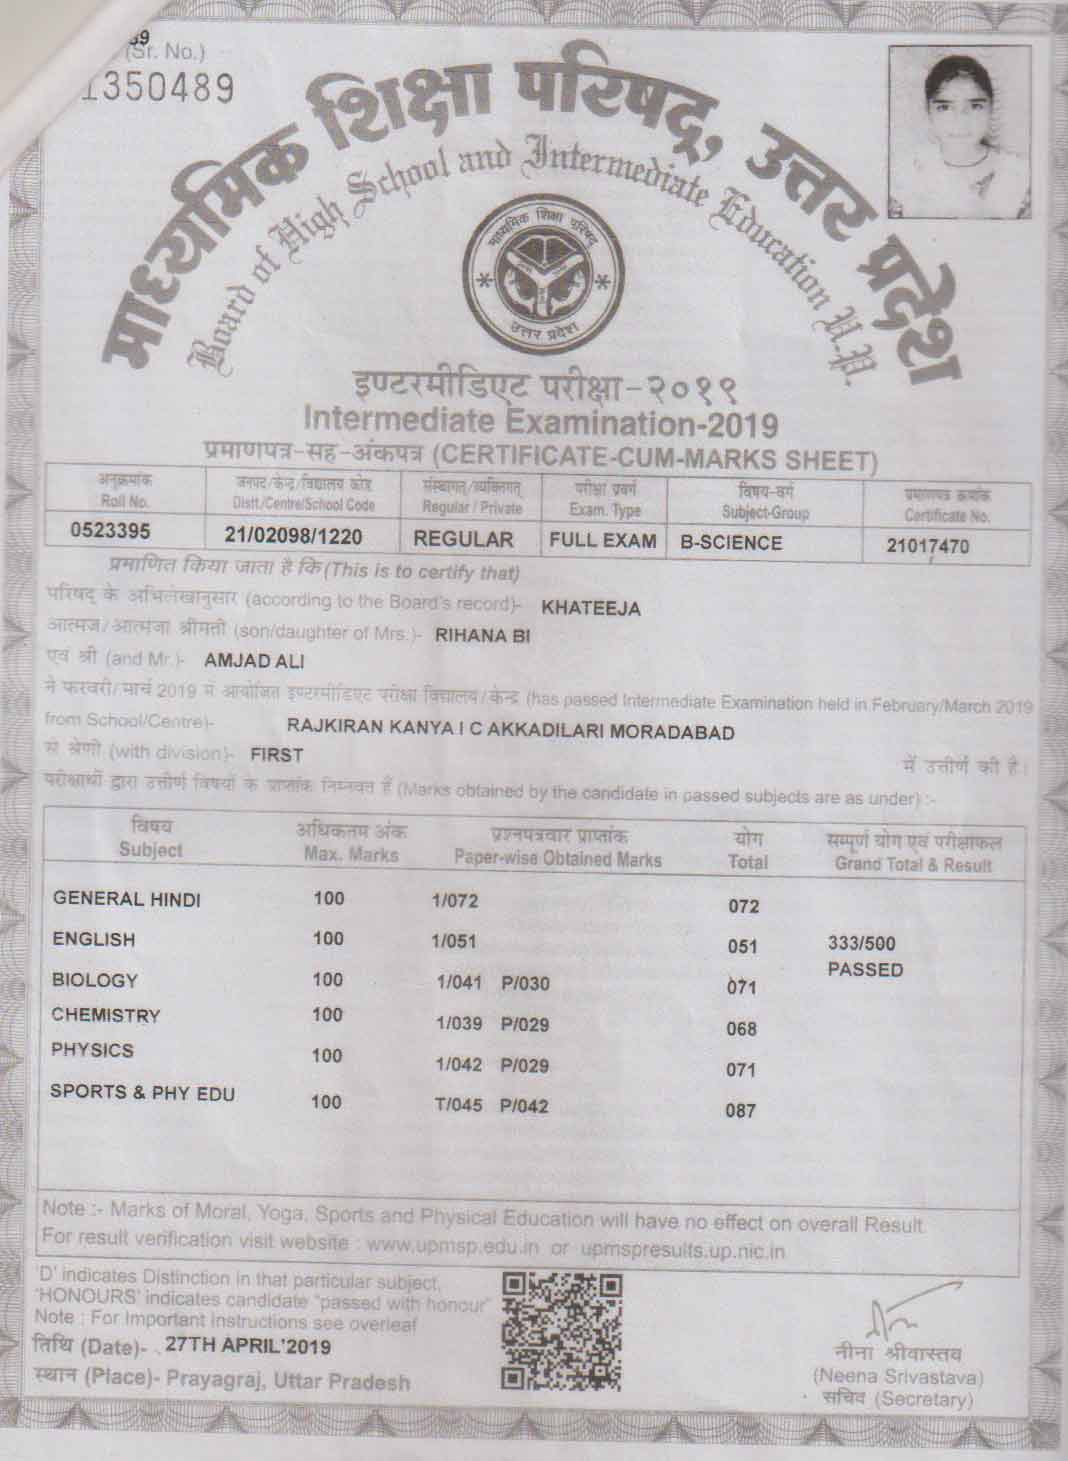 39
(Sr. No.)
1350489
माध्यमिक शिक्षा परिषद्, उत्तर प्रदेश
Board of High School and Intermediate Education U.P.
माध्यमिक शिक्षा परिषद
उत्तर प्रदेश
इण्टरमीडिएट परीक्षा-२०१९
Intermediate Examination-2019
प्रमाणपत्र-सह-अंकपत्र (CERTIFICATE-CUM-MARKS SHEET)
अनुक्रमांक जनपद/केन्द्र/विद्यालय कोड संस्थागत/व्यक्तिगत परीक्षा प्रवर्ग विषय-वर्ग प्रमाणपत्र क्रमांक
Roll No. Distt./Centre/School Code Regular / Private Exam. Type Subject-Group Certificate No.
0523395 21/02098/1220 REGULAR FULL EXAM B-SCIENCE 21017470
प्रमाणित किया जाता है कि (This is to certify that)
परिषद के अभिलेखानुसार (according to the Board's record)- KHATEEJA
आत्मज/आत्मजा श्रीमती (son/daughter of Mrs.)- RIHANA BI
एवं श्री (and Mr.)- AMJAD ALI
ने फरवरी/मार्च 2019 में आयोजित इण्टरमीडिएट परीक्षा विद्यालय/केन्द्र (has passed Intermediate Examination held in February/March 2019
from School/Centre)- RAJKIRAN KANYA I C AKKADILARI MORADABAD
से श्रेणी (with division)- FIRST में उत्तीर्ण की है।
परीक्षार्थी द्वारा उत्तीर्ण विषयों के प्राप्तांक निम्नवत हैं (Marks obtained by the candidate in passed subjects are as under) :-
विषय अधिकतम अंक प्रश्नपत्रवार प्राप्तांक योग सम्पूर्ण योग एवं परीक्षाफल
Subject Max. Marks Paper-wise Obtained Marks Total Grand Total & Result
GENERAL HINDI 100 1/072 072
ENGLISH 100 1/051 051 333/500
PASSED
BIOLOGY 100 1/041 P/030 071
CHEMISTRY 100 1/039 P/029 068
PHYSICS 100 1/042 P/029 071
SPORTS & PHY EDU 100 T/045 P/042 087
Note :- Marks of Moral, Yoga, Sports and Physical Education will have no effect on overall Result.
For result verification visit website : www.upmsp.edu.in or upmspresults.up.nic.in
'D' indicates Distinction in that particular subject,
'HONOURS' indicates candidate "passed with honour"
Note : For Important Instructions see overleaf
तिथि (Date)- 27TH APRIL'2019
स्थान (Place)- Prayagraj, Uttar Pradesh
नीना श्रीवास्तव
(Neena Srivastava)
सचिव (Secretary)